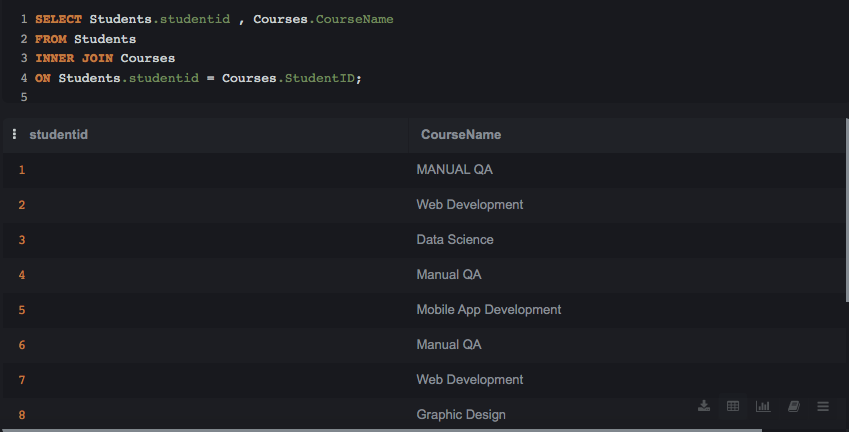 1 SELECT Students.studentid , Courses.CourseName
2 FROM Students
3 INNER JOIN Courses
4 ON Students.studentid = Courses.StudentID;
5
studentid CourseName
1 MANUAL QA
2 Web Development
3 Data Science
4 Manual QA
5 Mobile App Development
6 Manual QA
7 Web Development
8 Graphic Design